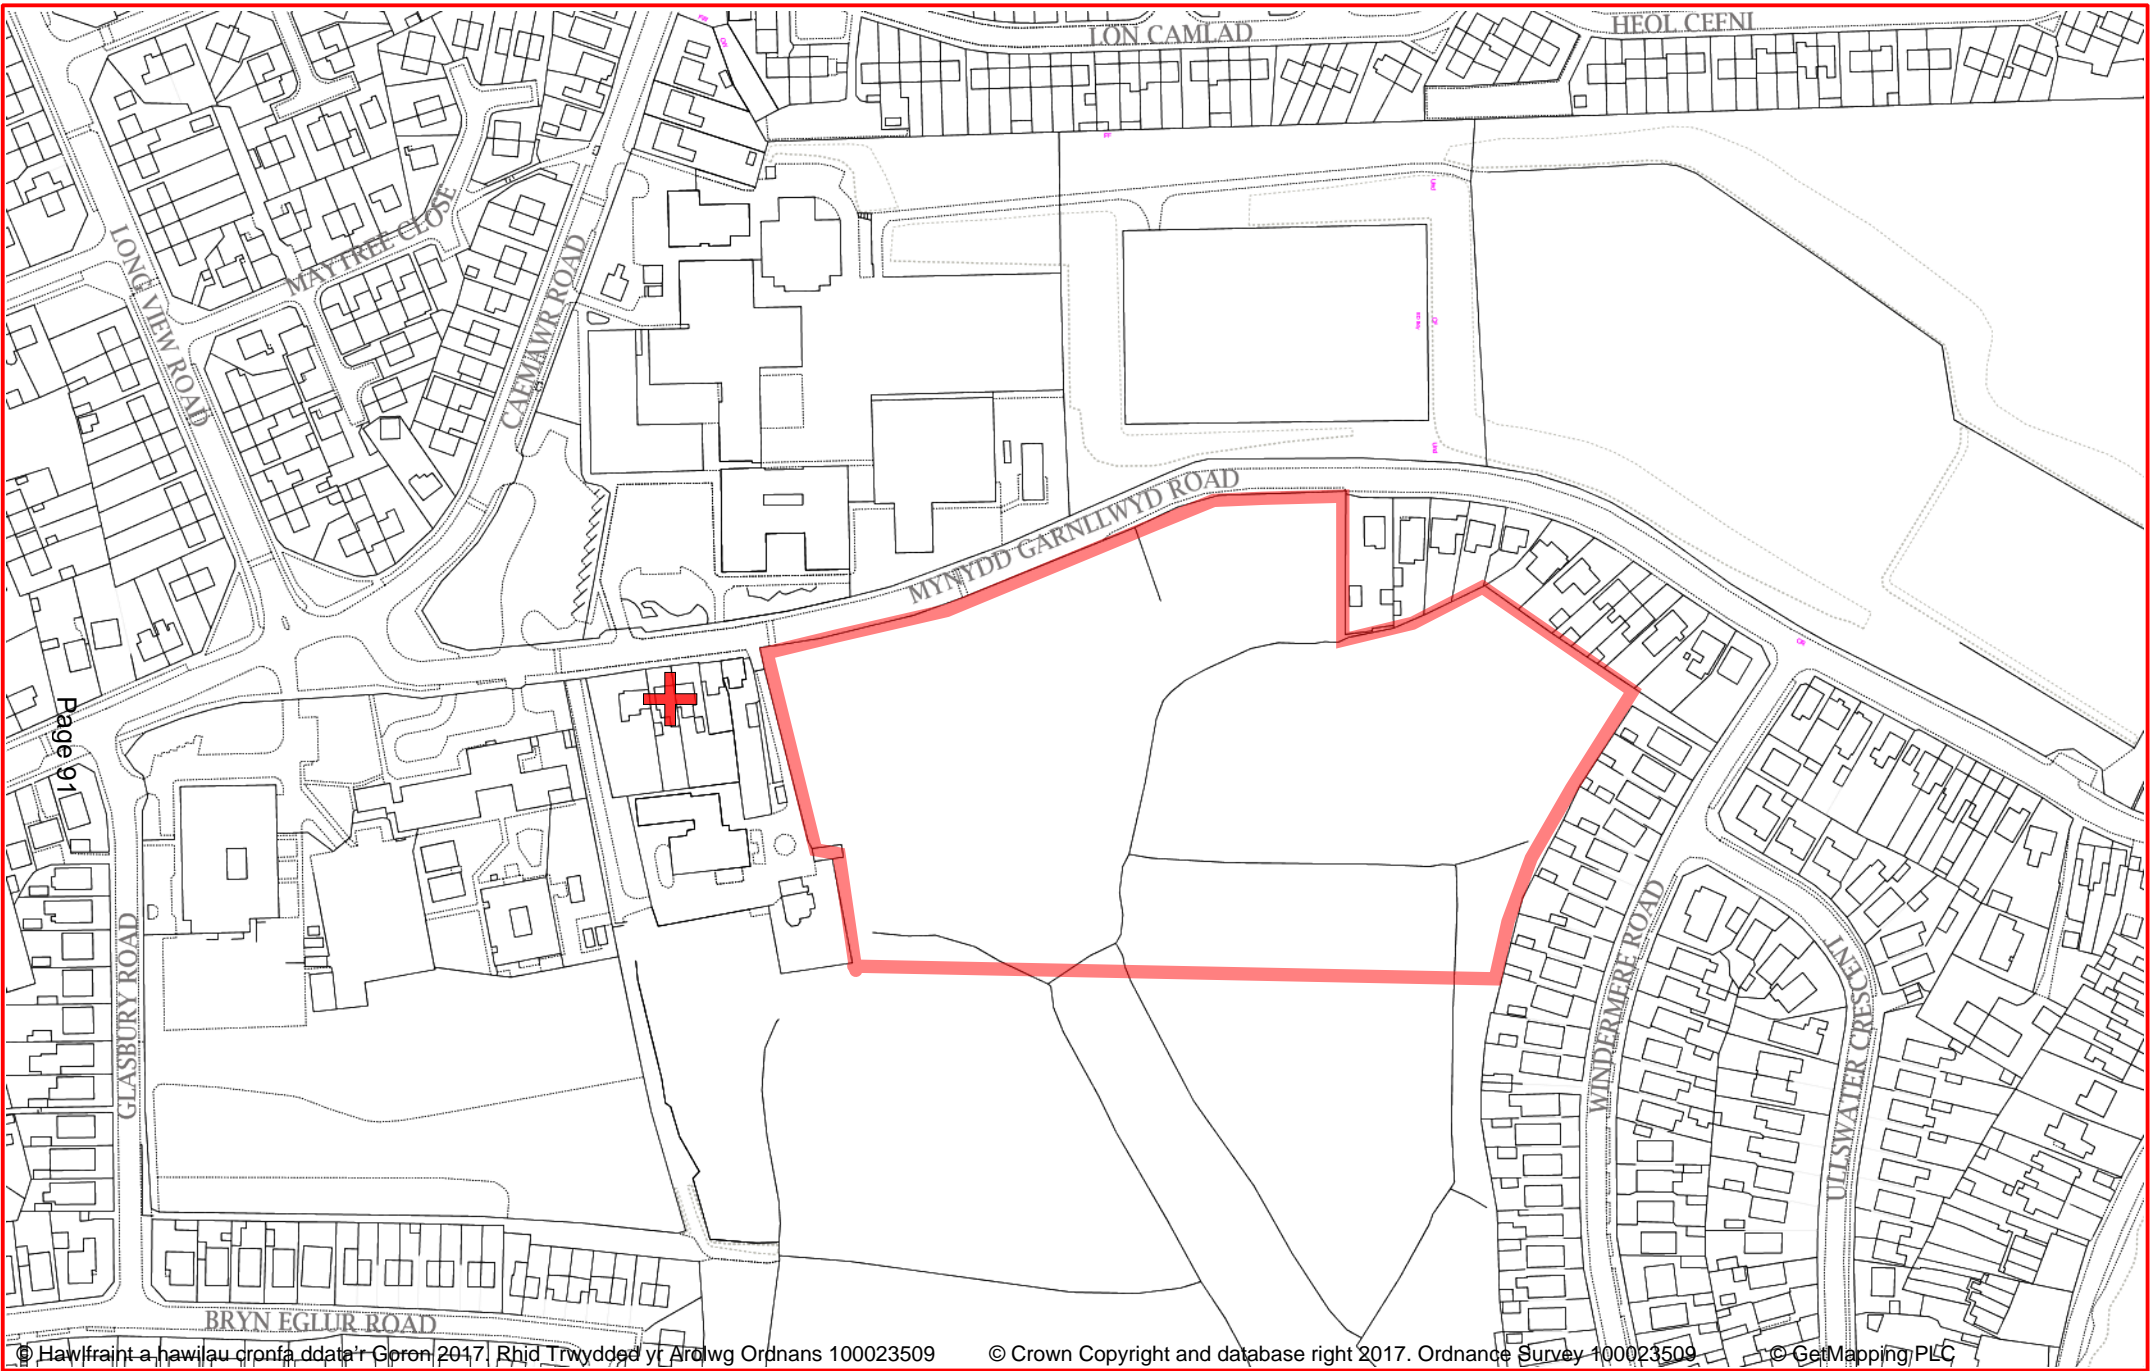 LON CAMLAD
HEOL CEFNI
LONG VIEW ROAD
MAYTREE CLOSE
CAEMAWR ROAD
MYNYDD GARNLLWYD ROAD
Page 91
GLASBURY ROAD
WINDERMERE ROAD
ULLSWATER CRESCENT
BRYN EGLUR ROAD
© Hawlfraint a hawilau cronfa ddata'r Goron 2017. Rhid Trwydded yr Arolwg Ordnans 100023509 © Crown Copyright and database right 2017. Ordnance Survey 100023509 © GetMapping PLC